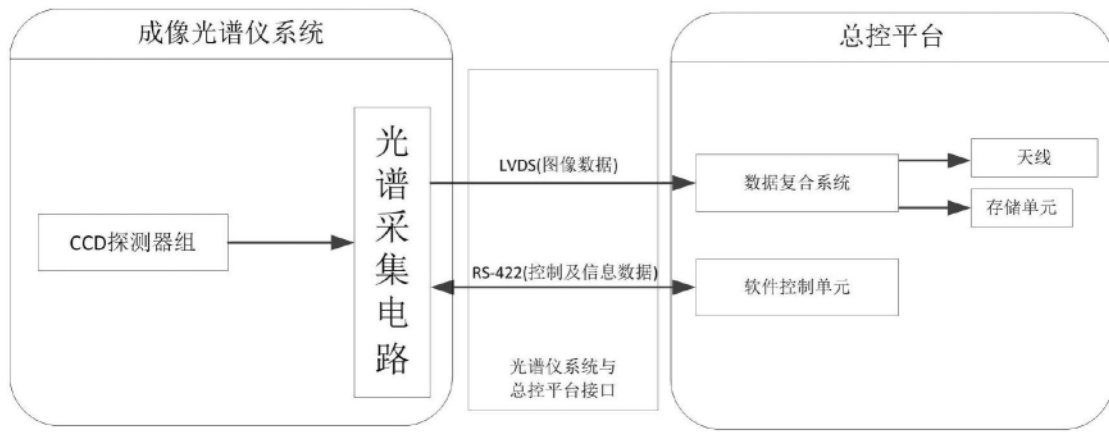 成像光谱仪系统
总控平台
光谱采集电路
LVDS(图像数据)
数据复合系统
天线
存储单元
CCD探测器组
RS-422(控制及信息数据)
软件控制单元
光谱仪系统与
总控平台接口